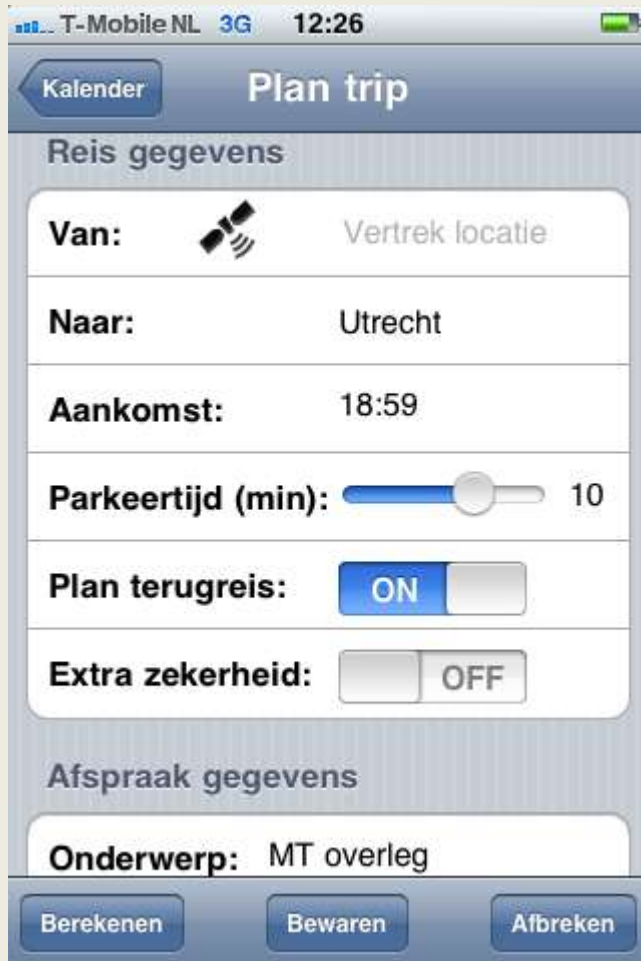 T-Mobile NL 3G 12:26
Kalender Plan trip
Reis gegevens
Van: Vertrek locatie
Naar: Utrecht
Aankomst: 18:59
Parkeertijd (min): 10
Plan terugreis: ON
Extra zekerheid: OFF
Afspraak gegevens
Onderwerp: MT overleg
Berekenen Bewaren Afbreken